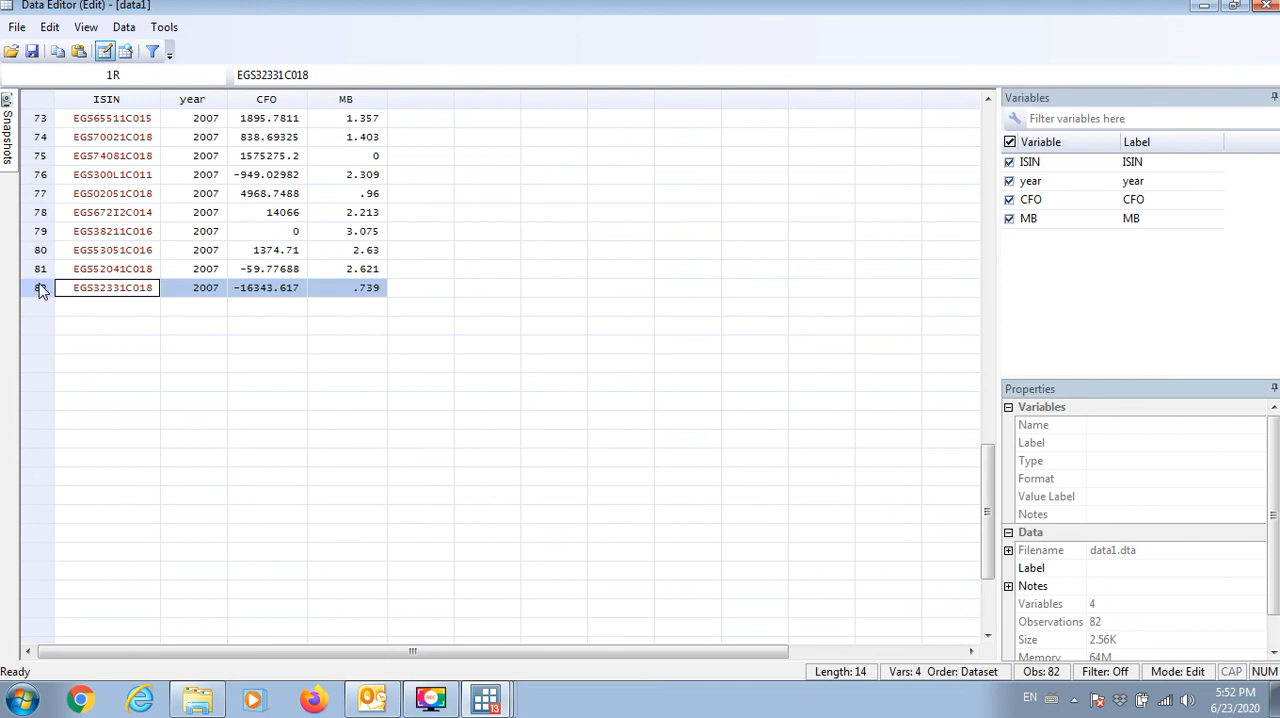 Data Editor (Edit) - [data1]
File Edit View Data Tools
1R EGS32331C018
Snapshots
ISIN year CFO MB
73 EGS65511C015 2007 1895.7811 1.357
74 EGS70021C018 2007 838.69325 1.403
75 EGS74081C018 2007 1575275.2 0
76 EGS300L1C011 2007 -949.02982 2.309
77 EGS02051C018 2007 4968.7488 .96
78 EGS672I2C014 2007 14066 2.213
79 EGS38211C016 2007 0 3.075
80 EGS53051C016 2007 1374.71 2.63
81 EGS52041C018 2007 -59.77688 2.621
EGS32331C018 2007 -16343.617 .739
Variables
Filter variables here
Variable Label
ISIN ISIN
year year
CFO CFO
MB MB
Properties
Variables
Name
Label
Type
Format
Value Label
Notes
Data
Filename data1.dta
Label
Notes
Variables 4
Observations 82
Size 2.56K
Memory 64M
Ready Length: 14 Vars: 4 Order: Dataset Obs: 82 Filter: Off Mode: Edit CAP NUM
13
REC
EN
5:52 PM
6/23/2020